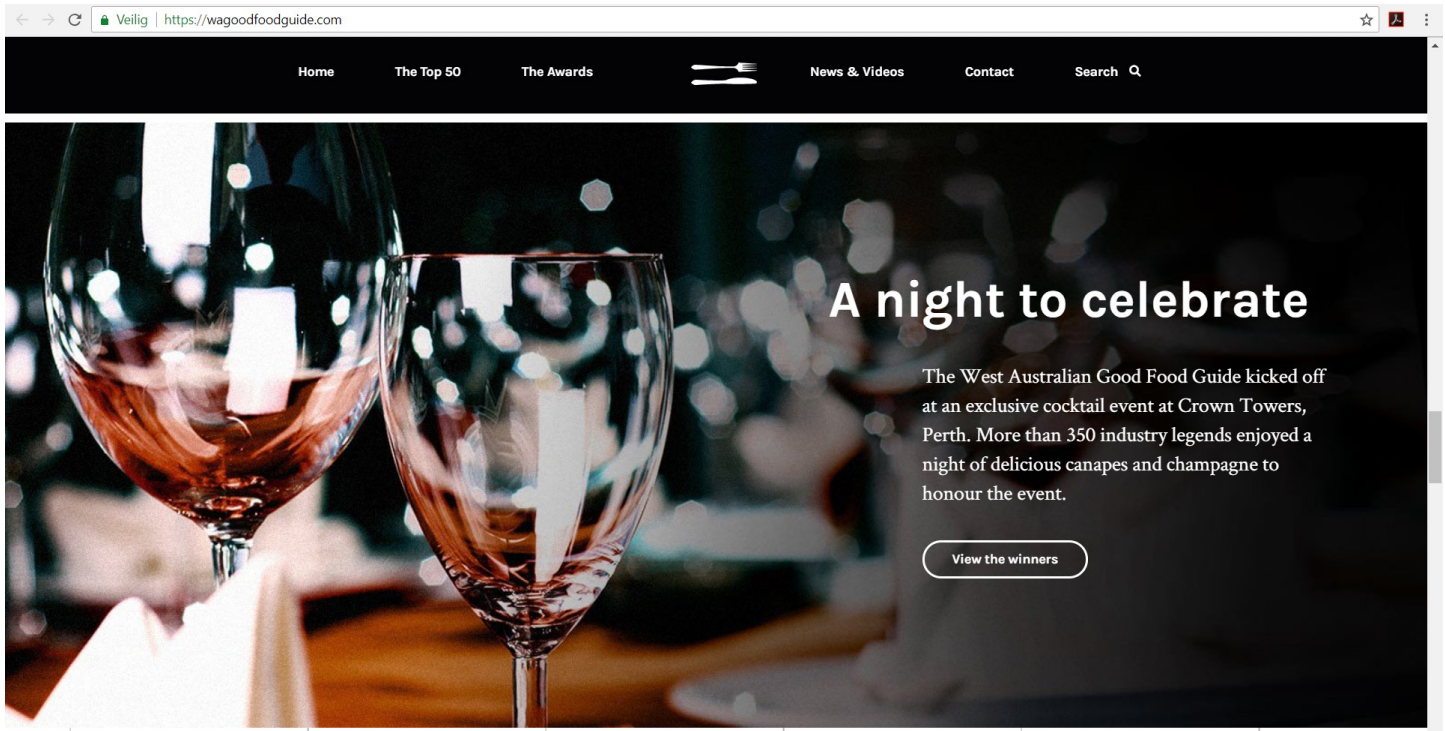 Veilig | https://wagoodfoodguide.com
Home The Top 50 The Awards News & Videos Contact Search
A night to celebrate
The West Australian Good Food Guide kicked off
at an exclusive cocktail event at Crown Towers,
Perth. More than 350 industry legends enjoyed a
night of delicious canapes and champagne to
honour the event.
View the winners